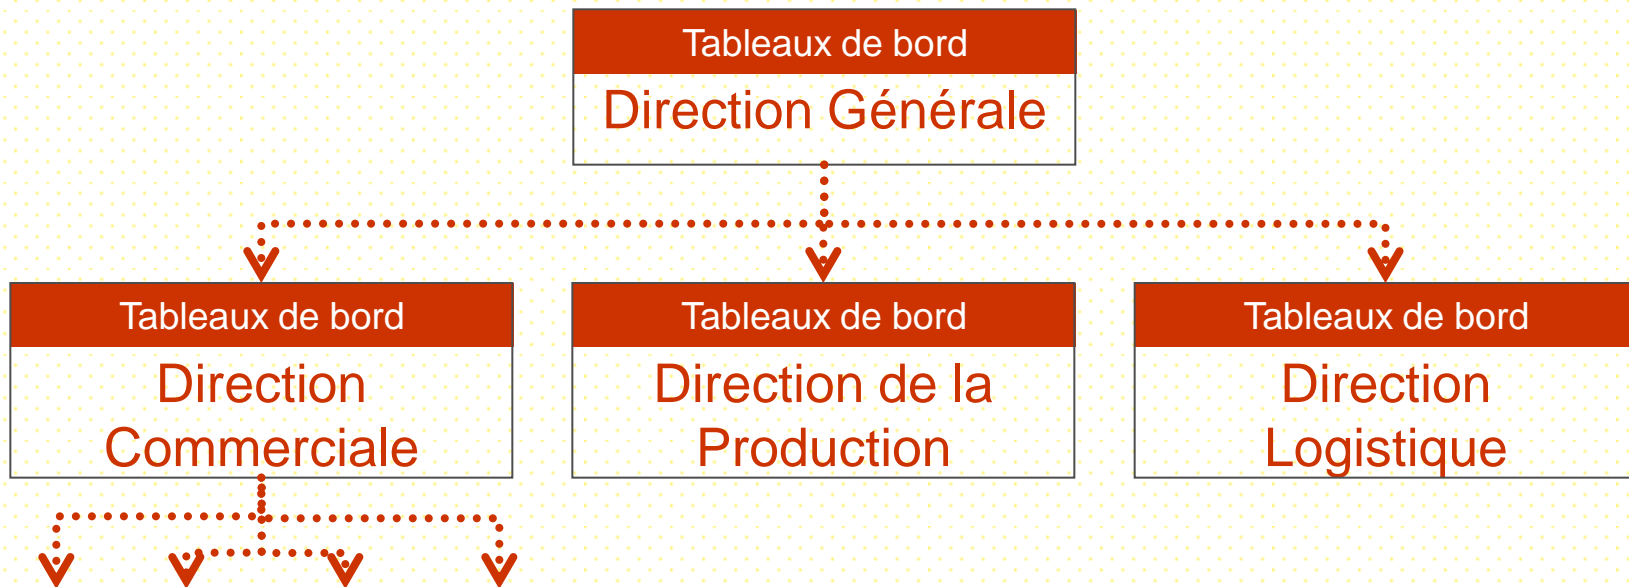 Tableaux de bord
Direction Générale
Tableaux de bord
Direction
Commerciale
Tableaux de bord
Direction de la
Production
Tableaux de bord
Direction
Logistique